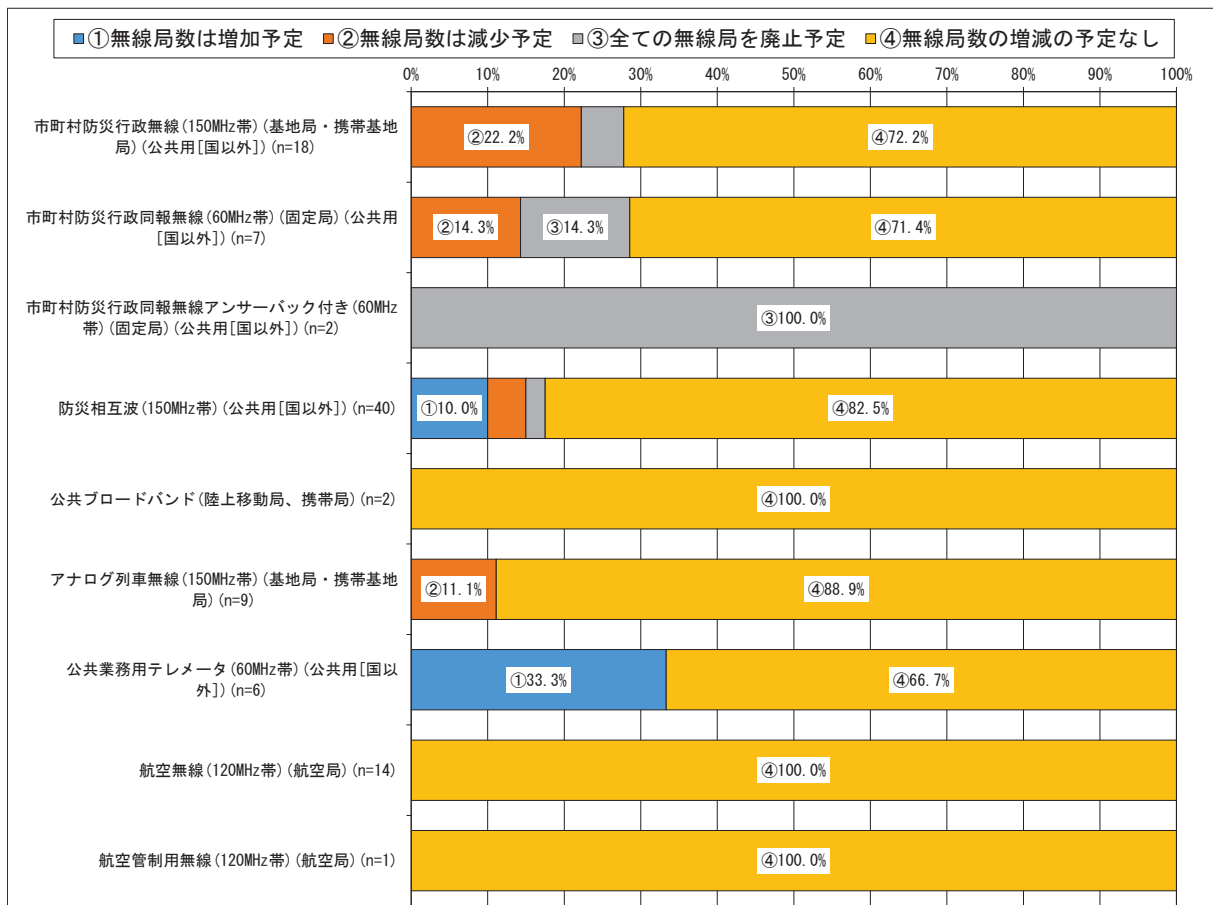 ①無線局数は増加予定 ②無線局数は減少予定 ③全ての無線局を廃止予定 ④無線局数の増減の予定なし
0% 10% 20% 30% 40% 50% 60% 70% 80% 90% 100%
市町村防災行政無線(150MHz帯)(基地局・携帯基地
局)(公共用[国以外])(n=18)
②22.2% ④72.2%
市町村防災行政同報無線(60MHz帯)(固定局)(公共用
[国以外])(n=7)
②14.3% ③14.3% ④71.4%
市町村防災行政同報無線アンサーバック付き(60MHz
帯)(固定局)(公共用[国以外])(n=2)
③100.0%
防災相互波(150MHz帯)(公共用[国以外])(n=40)
①10.0% ④82.5%
公共ブロードバンド(陸上移動局、携帯局)(n=2)
④100.0%
アナログ列車無線(150MHz帯)(基地局・携帯基地
局)(n=9)
②11.1% ④88.9%
公共業務用テレメータ(60MHz帯)(公共用[国以
外])(n=6)
①33.3% ④66.7%
航空無線(120MHz帯)(航空局)(n=14)
④100.0%
航空管制用無線(120MHz帯)(航空局)(n=1)
④100.0%